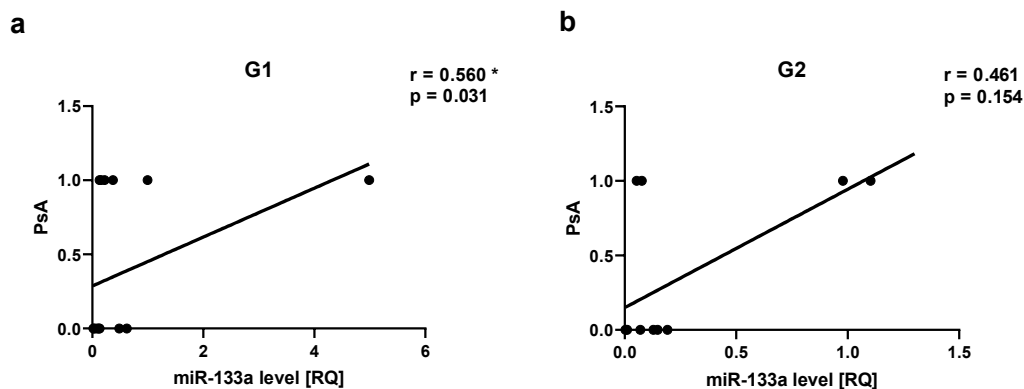 a
G1
r = 0.560 *
p = 0.031
1.5
1.0
0.5
0.0
PsA
0
2
4
6
miR-133a level [RQ]
b
G2
r = 0.461
p = 0.154
1.5
1.0
0.5
0.0
PsA
0.0
0.5
1.0
1.5
miR-133a level [RQ]